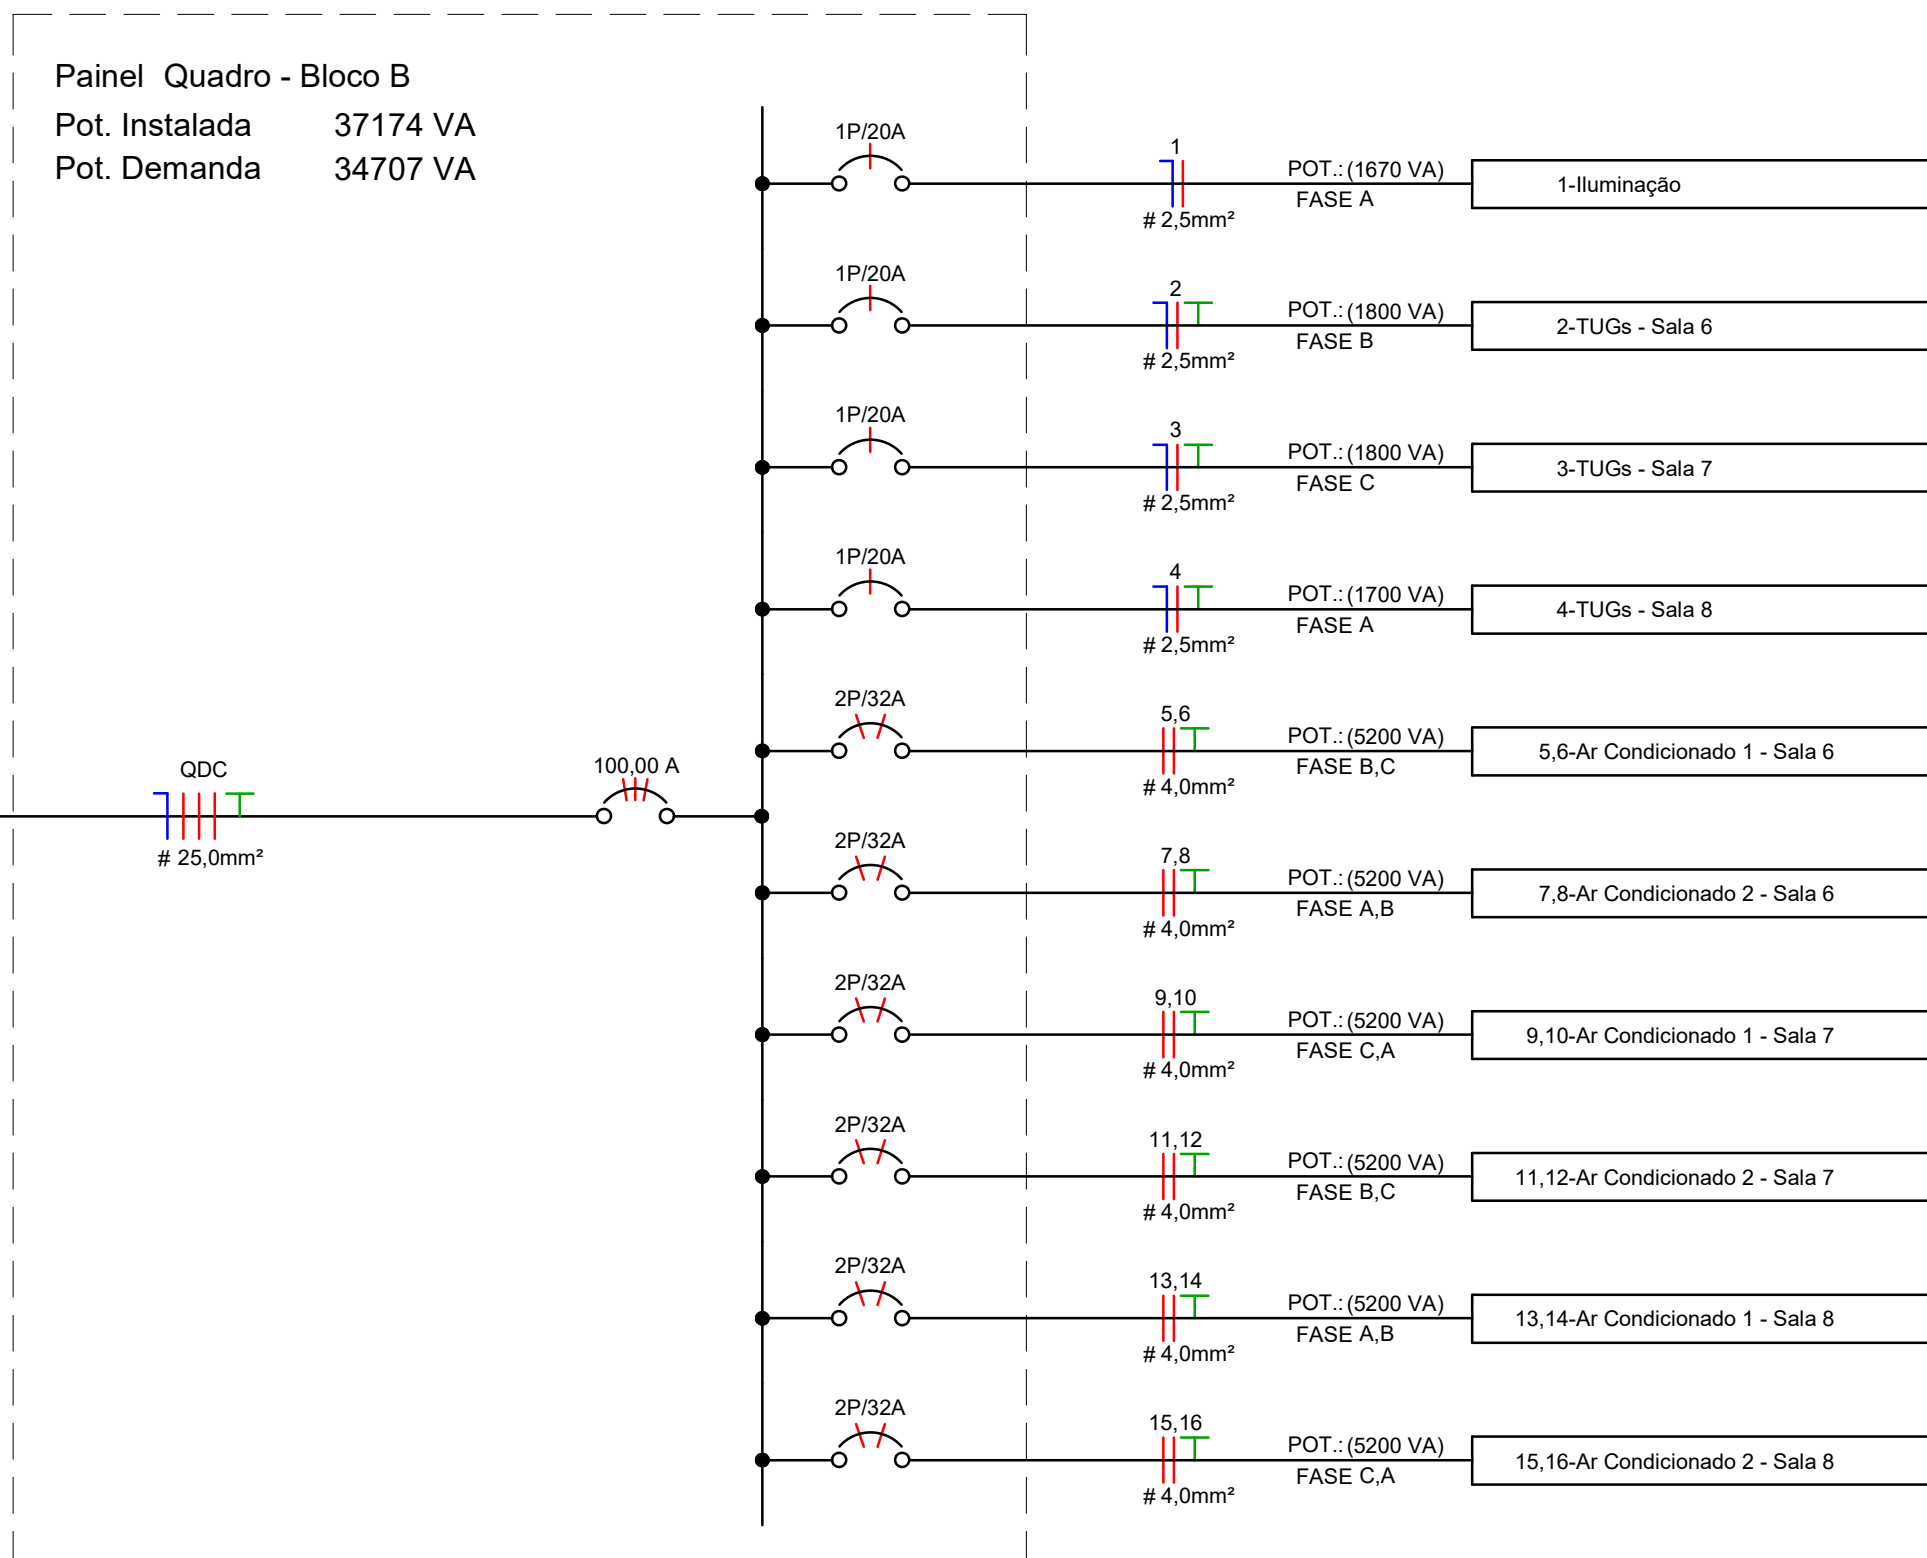 Painel Quadro - Bloco B
Pot. Instalada 37174 VA
Pot. Demanda 34707 VA
QDC
# 25,0mm²
100,00 A
1P/20A
1
# 2,5mm²
POT.: (1670 VA)
FASE A
1-Iluminação
1P/20A
2
# 2,5mm²
POT.: (1800 VA)
FASE B
2-TUGs - Sala 6
1P/20A
3
# 2,5mm²
POT.: (1800 VA)
FASE C
3-TUGs - Sala 7
1P/20A
4
# 2,5mm²
POT.: (1700 VA)
FASE A
4-TUGs - Sala 8
2P/32A
5,6
# 4,0mm²
POT.: (5200 VA)
FASE B,C
5,6-Ar Condicionado 1 - Sala 6
2P/32A
7,8
# 4,0mm²
POT.: (5200 VA)
FASE A,B
7,8-Ar Condicionado 2 - Sala 6
2P/32A
9,10
# 4,0mm²
POT.: (5200 VA)
FASE C,A
9,10-Ar Condicionado 1 - Sala 7
2P/32A
11,12
# 4,0mm²
POT.: (5200 VA)
FASE B,C
11,12-Ar Condicionado 2 - Sala 7
2P/32A
13,14
# 4,0mm²
POT.: (5200 VA)
FASE A,B
13,14-Ar Condicionado 1 - Sala 8
2P/32A
15,16
# 4,0mm²
POT.: (5200 VA)
FASE C,A
15,16-Ar Condicionado 2 - Sala 8